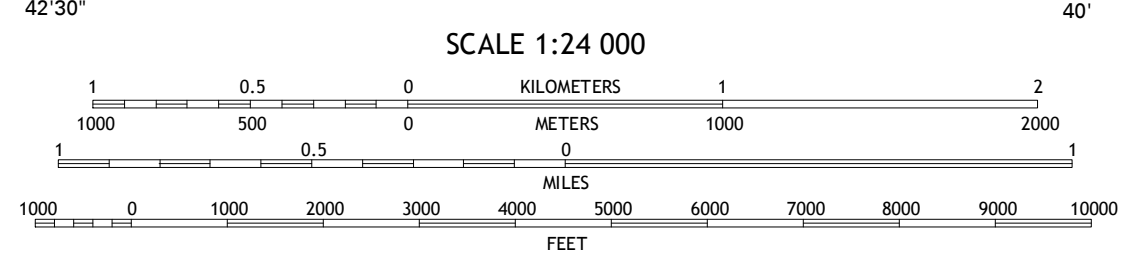 42'30" 40'
SCALE 1:24 000
1 0.5 0 KILOMETERS 1 2
1000 500 0 METERS 1000 2000
1 0.5 0 1
MILES
1000 0 1000 2000 3000 4000 5000 6000 7000 8000 9000 10000
FEET